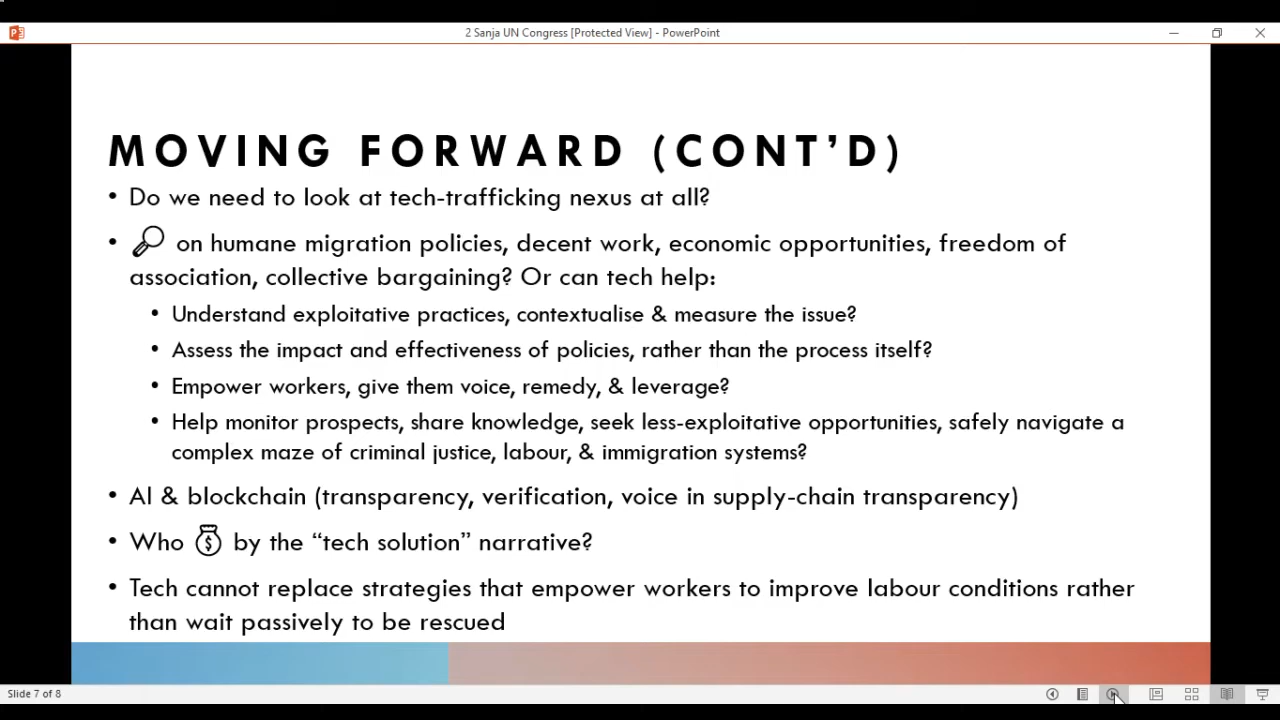 2 Sanja UN Congress [Protected View] - PowerPoint
MOVING FORWARD (CONT’D)
• Do we need to look at tech-trafficking nexus at all?
• on humane migration policies, decent work, economic opportunities, freedom of
association, collective bargaining? Or can tech help:
• Understand exploitative practices, contextualise & measure the issue?
• Assess the impact and effectiveness of policies, rather than the process itself?
• Empower workers, give them voice, remedy, & leverage?
• Help monitor prospects, share knowledge, seek less-exploitative opportunities, safely navigate a
complex maze of criminal justice, labour, & immigration systems?
• AI & blockchain (transparency, verification, voice in supply-chain transparency)
• Who $ by the “tech solution” narrative?
• Tech cannot replace strategies that empower workers to improve labour conditions rather
than wait passively to be rescued
Slide 7 of 8